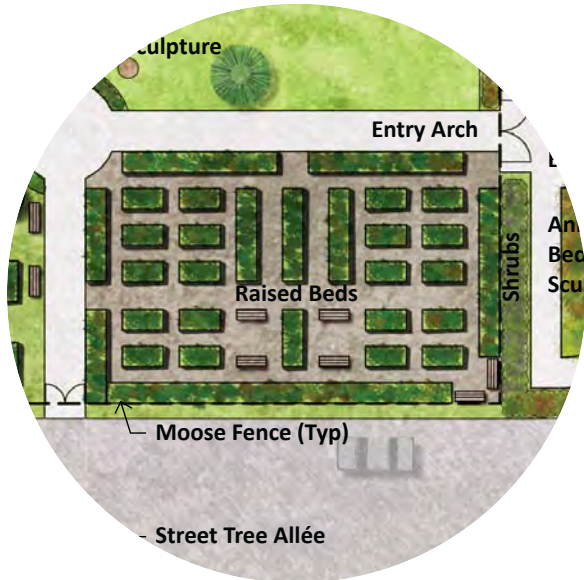 culpture
Entry Arch
Raised Beds
Shrubs
Moose Fence (Typ)
Street Tree Allée